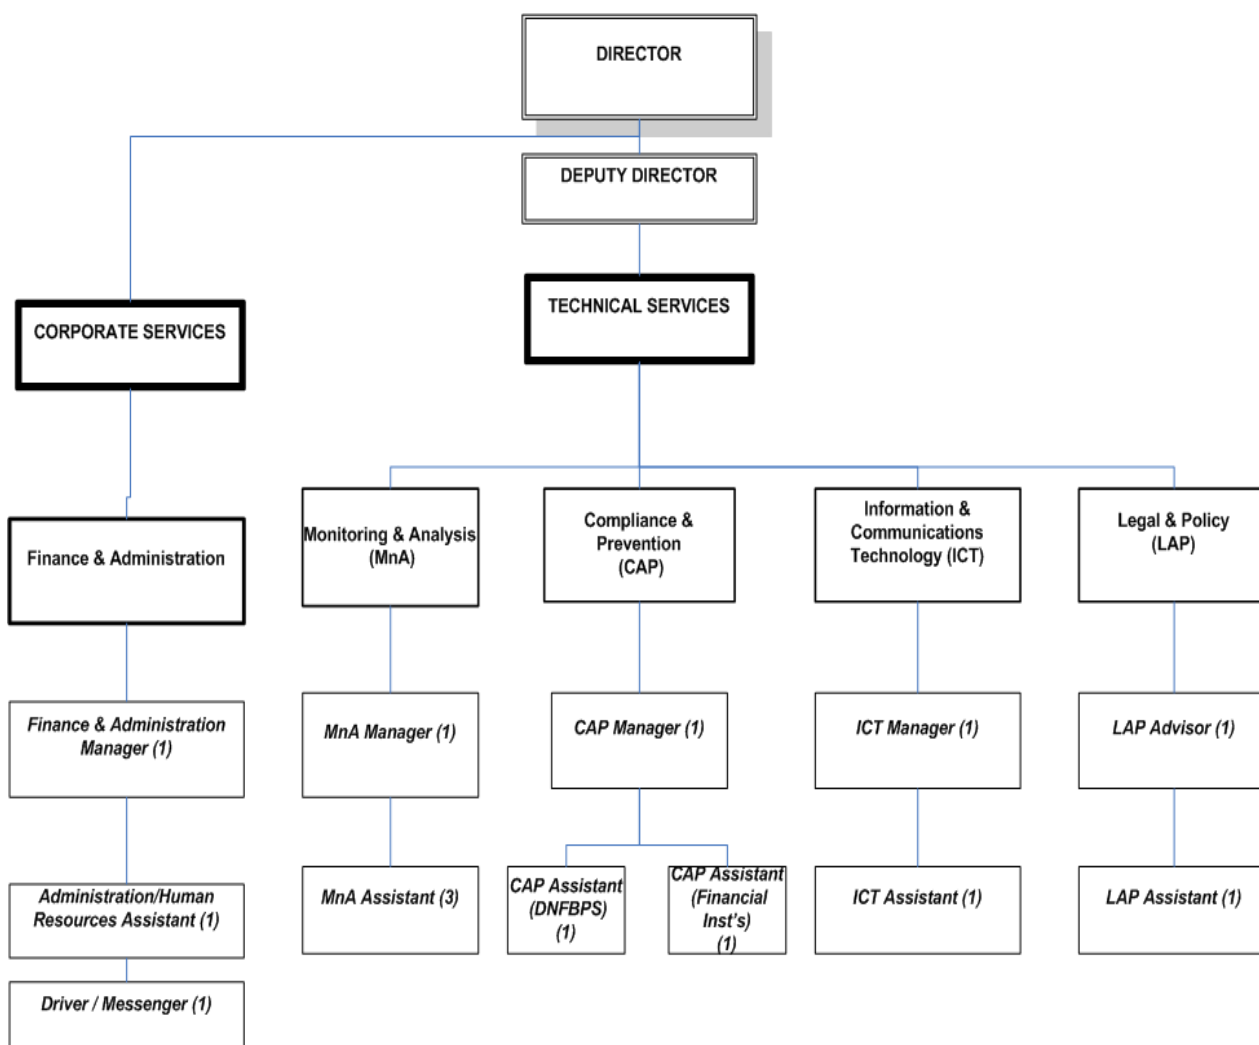 DIRECTOR
DEPUTY DIRECTOR
CORPORATE SERVICES
TECHNICAL SERVICES
Finance & Administration
Monitoring & Analysis
(MnA)
Compliance &
Prevention
(CAP)
Information &
Communications
Technology (ICT)
Legal & Policy
(LAP)
Finance & Administration
Manager (1)
MnA Manager (1)
CAP Manager (1)
ICT Manager (1)
LAP Advisor (1)
Administration/Human
Resources Assistant (1)
MnA Assistant (3)
CAP Assistant
(DNFBPS)
(1)
CAP Assistant
(Financial
Inst's)
(1)
ICT Assistant (1)
LAP Assistant (1)
Driver / Messenger (1)